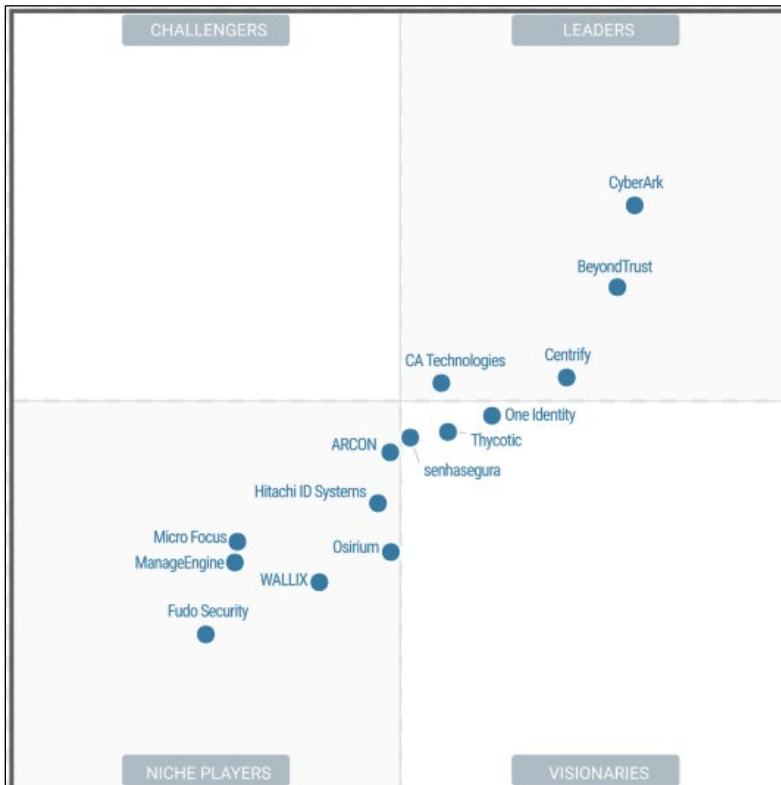 CHALLENGERS
LEADERS
CyberArk
BeyondTrust
CA Technologies
Centrify
One Identity
Thycotic
ARCON
senhasegura
Hitachi ID Systems
Micro Focus
Osirium
ManageEngine
WALLIX
Fudo Security
NICHE PLAYERS
VISIONARIES